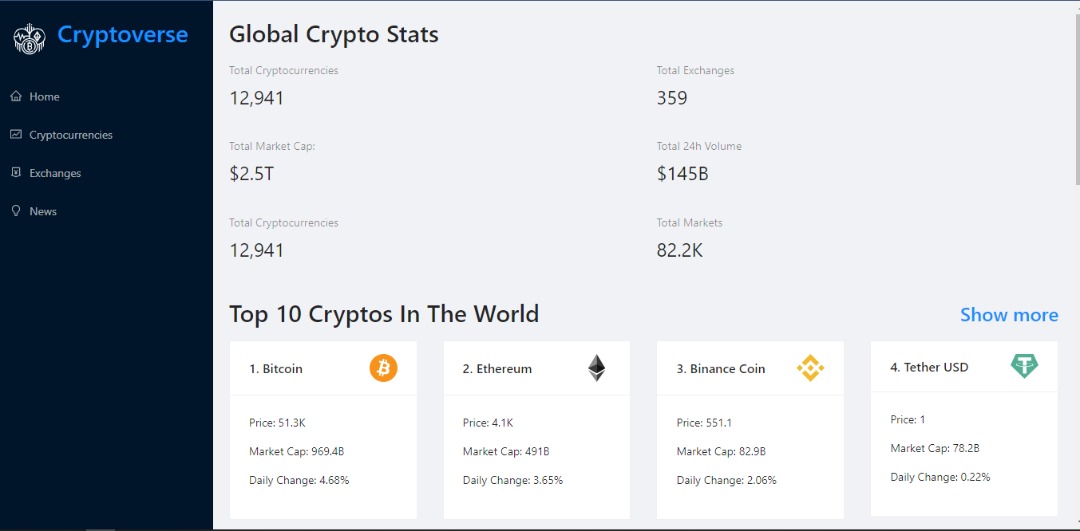 Cryptoverse
Home
Cryptocurrencies
Exchanges
News
Global Crypto Stats
Total Cryptocurrencies
12,941
Total Exchanges
359
Total Market Cap:
$2.5T
Total 24h Volume
$145B
Total Cryptocurrencies
12,941
Total Markets
82.2K
Top 10 Cryptos In The World
Show more
1. Bitcoin
Price: 51.3K
Market Cap: 969.4B
Daily Change: 4.68%
2. Ethereum
Price: 4.1K
Market Cap: 491B
Daily Change: 3.65%
3. Binance Coin
Price: 551.1
Market Cap: 82.9B
Daily Change: 2.06%
4. Tether USD
Price: 1
Market Cap: 78.2B
Daily Change: 0.22%